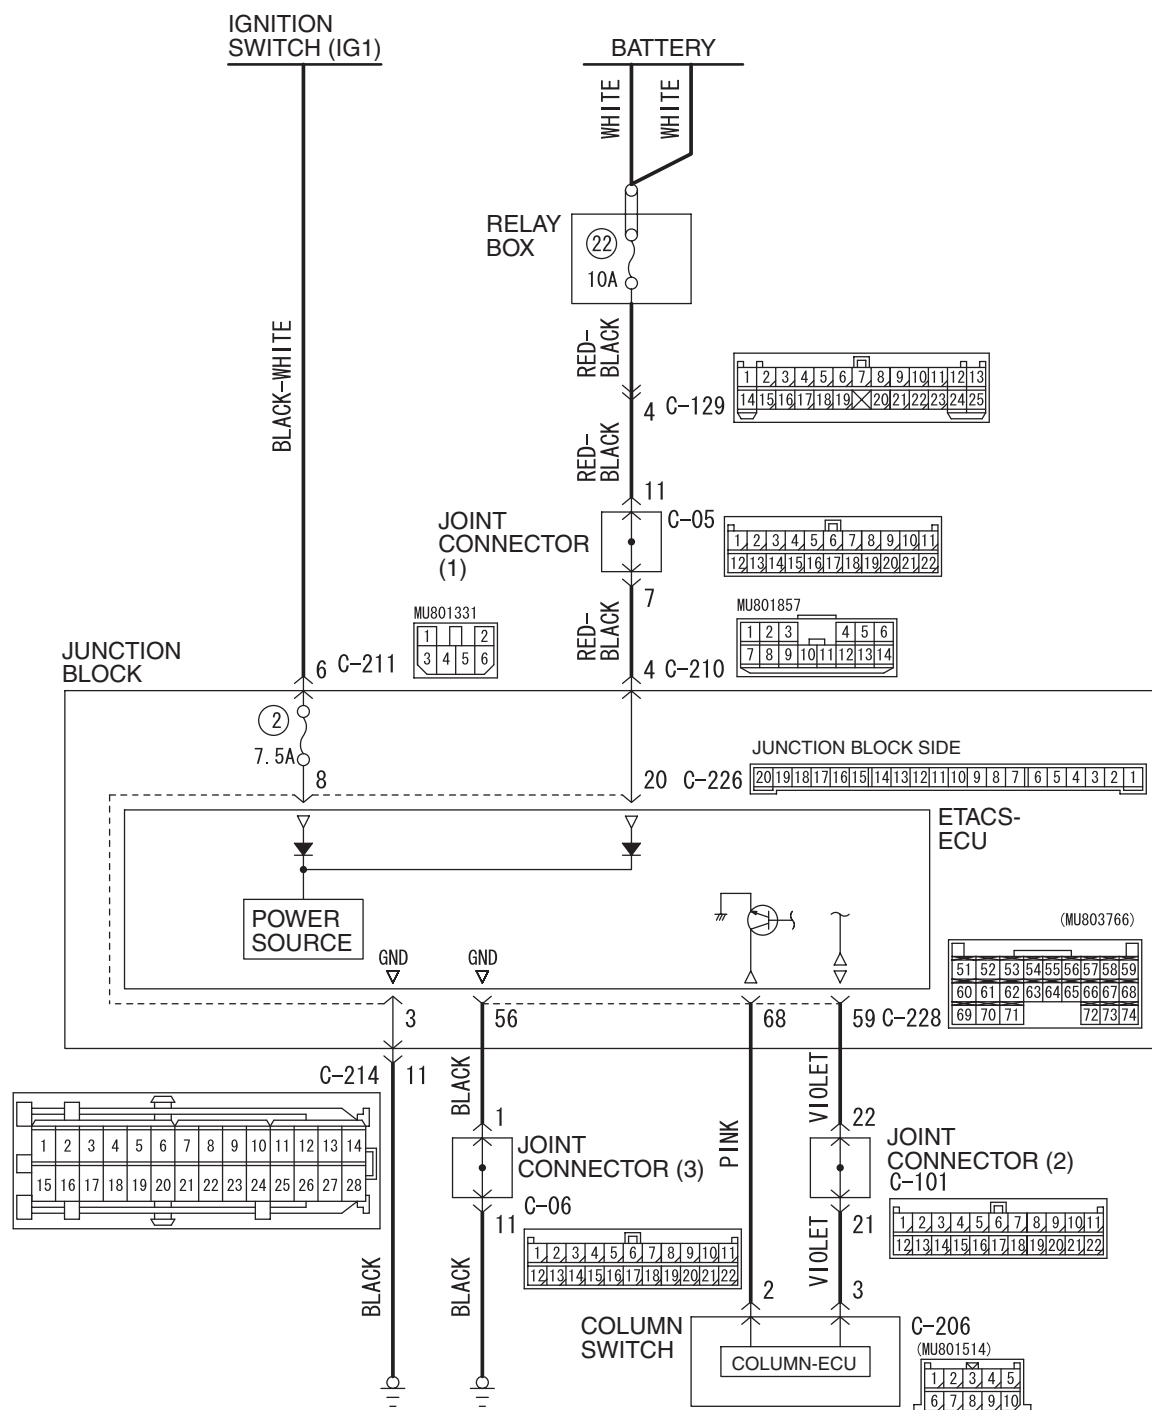 IGNITION
SWITCH (IG1)
BATTERY
WHITE
WHITE
RELAY
BOX
22
10A
BLACK-WHITE
RED-
BLACK
4 C-129
1 2 3 4 5 6 7 8 9 10 11 12 13
14 15 16 17 18 19 20 21 22 23 24 25
RED-
BLACK
11
JOINT
CONNECTOR
(1)
C-05
1 2 3 4 5 6 7 8 9 10 11
12 13 14 15 16 17 18 19 20 21 22
7
RED-
BLACK
MU801331
1 2
3 4 5 6
MU801857
1 2 3 4 5 6
7 8 9 10 11 12 13 14
JUNCTION
BLOCK
6 C-211
4 C-210
2
7.5A
8
20 C-226
JUNCTION BLOCK SIDE
20 19 18 17 16 15 14 13 12 11 10 9 8 7 6 5 4 3 2 1
ETACS-
ECU
POWER
SOURCE
GND
GND
(MU803766)
51 52 53 54 55 56 57 58 59
60 61 62 63 64 65 66 67 68
69 70 71 72 73 74
3
56
68
59 C-228
C-214 11
1 2 3 4 5 6 7 8 9 10 11 12 13 14
15 16 17 18 19 20 21 22 23 24 25 26 27 28
BLACK
1
JOINT
CONNECTOR (3)
C-06
11
1 2 3 4 5 6 7 8 9 10 11
12 13 14 15 16 17 18 19 20 21 22
PINK
VIOLET
22
JOINT
CONNECTOR (2)
C-101
21
1 2 3 4 5 6 7 8 9 10 11
12 13 14 15 16 17 18 19 20 21 22
BLACK
BLACK
VIOLET
2
3
COLUMN
SWITCH
COLUMN-ECU
C-206
(MU801514)
1 2 3 4 5
6 7 8 9 10